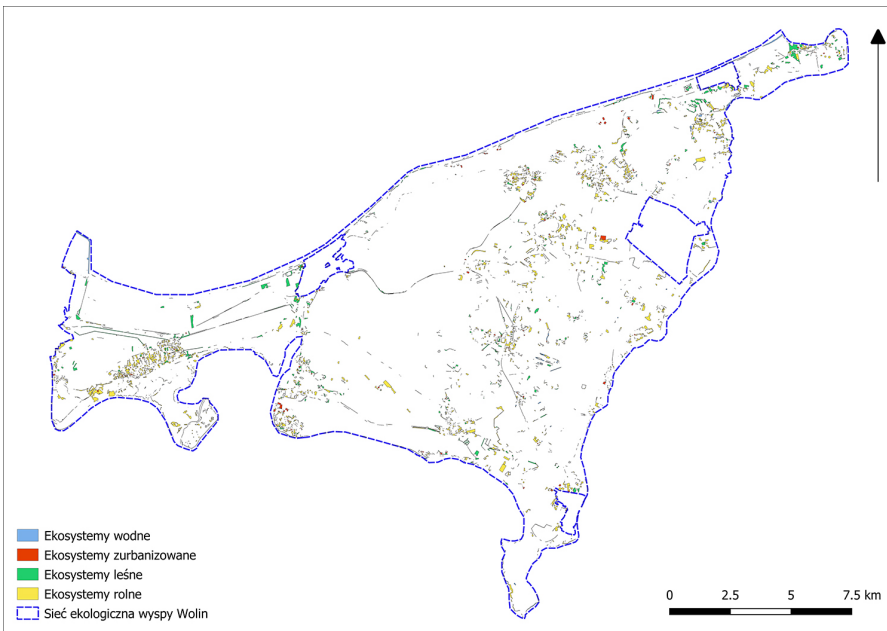 Ekosystemy wodne
Ekosystemy zurbanizowane
Ekosystemy leśne
Ekosystemy rolne
Sieć ekologiczna wyspy Wolin
0 2.5 5 7.5 km